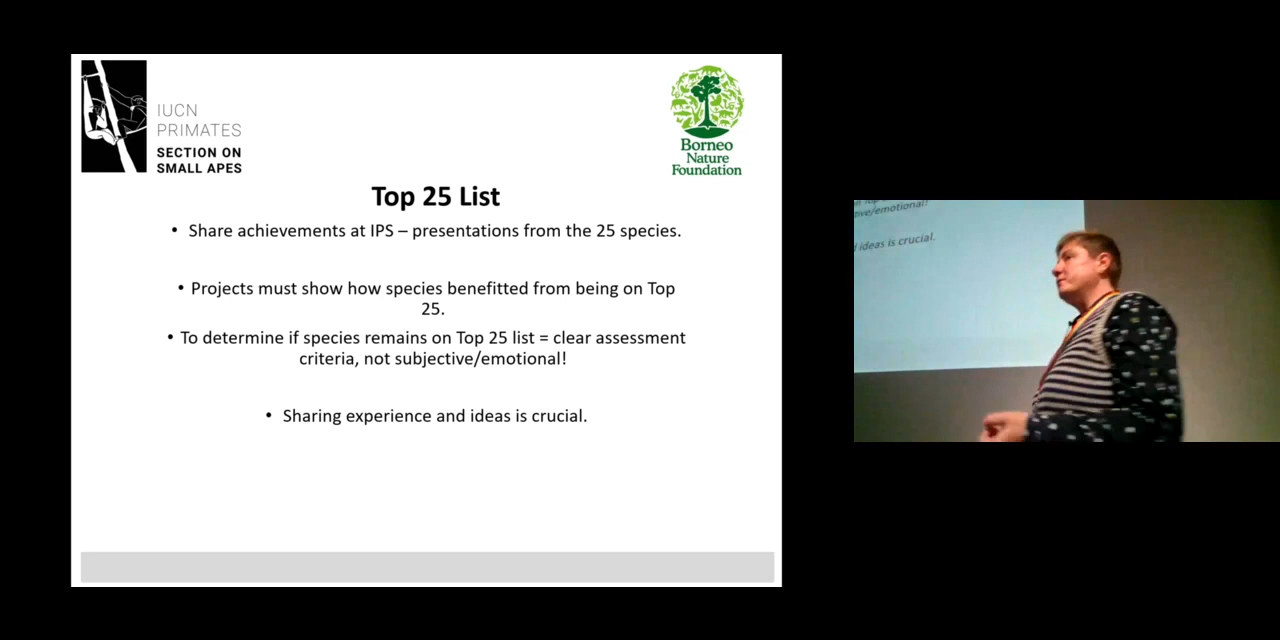 IUCN
PRIMATES
SECTION ON
SMALL APES
Borneo
Nature
Foundation
Top 25 List
• Share achievements at IPS – presentations from the 25 species.
• Projects must show how species benefitted from being on Top
25.
• To determine if species remains on Top 25 list = clear assessment
criteria, not subjective/emotional!
• Sharing experience and ideas is crucial.
tive/emotional!
ideas is crucial.